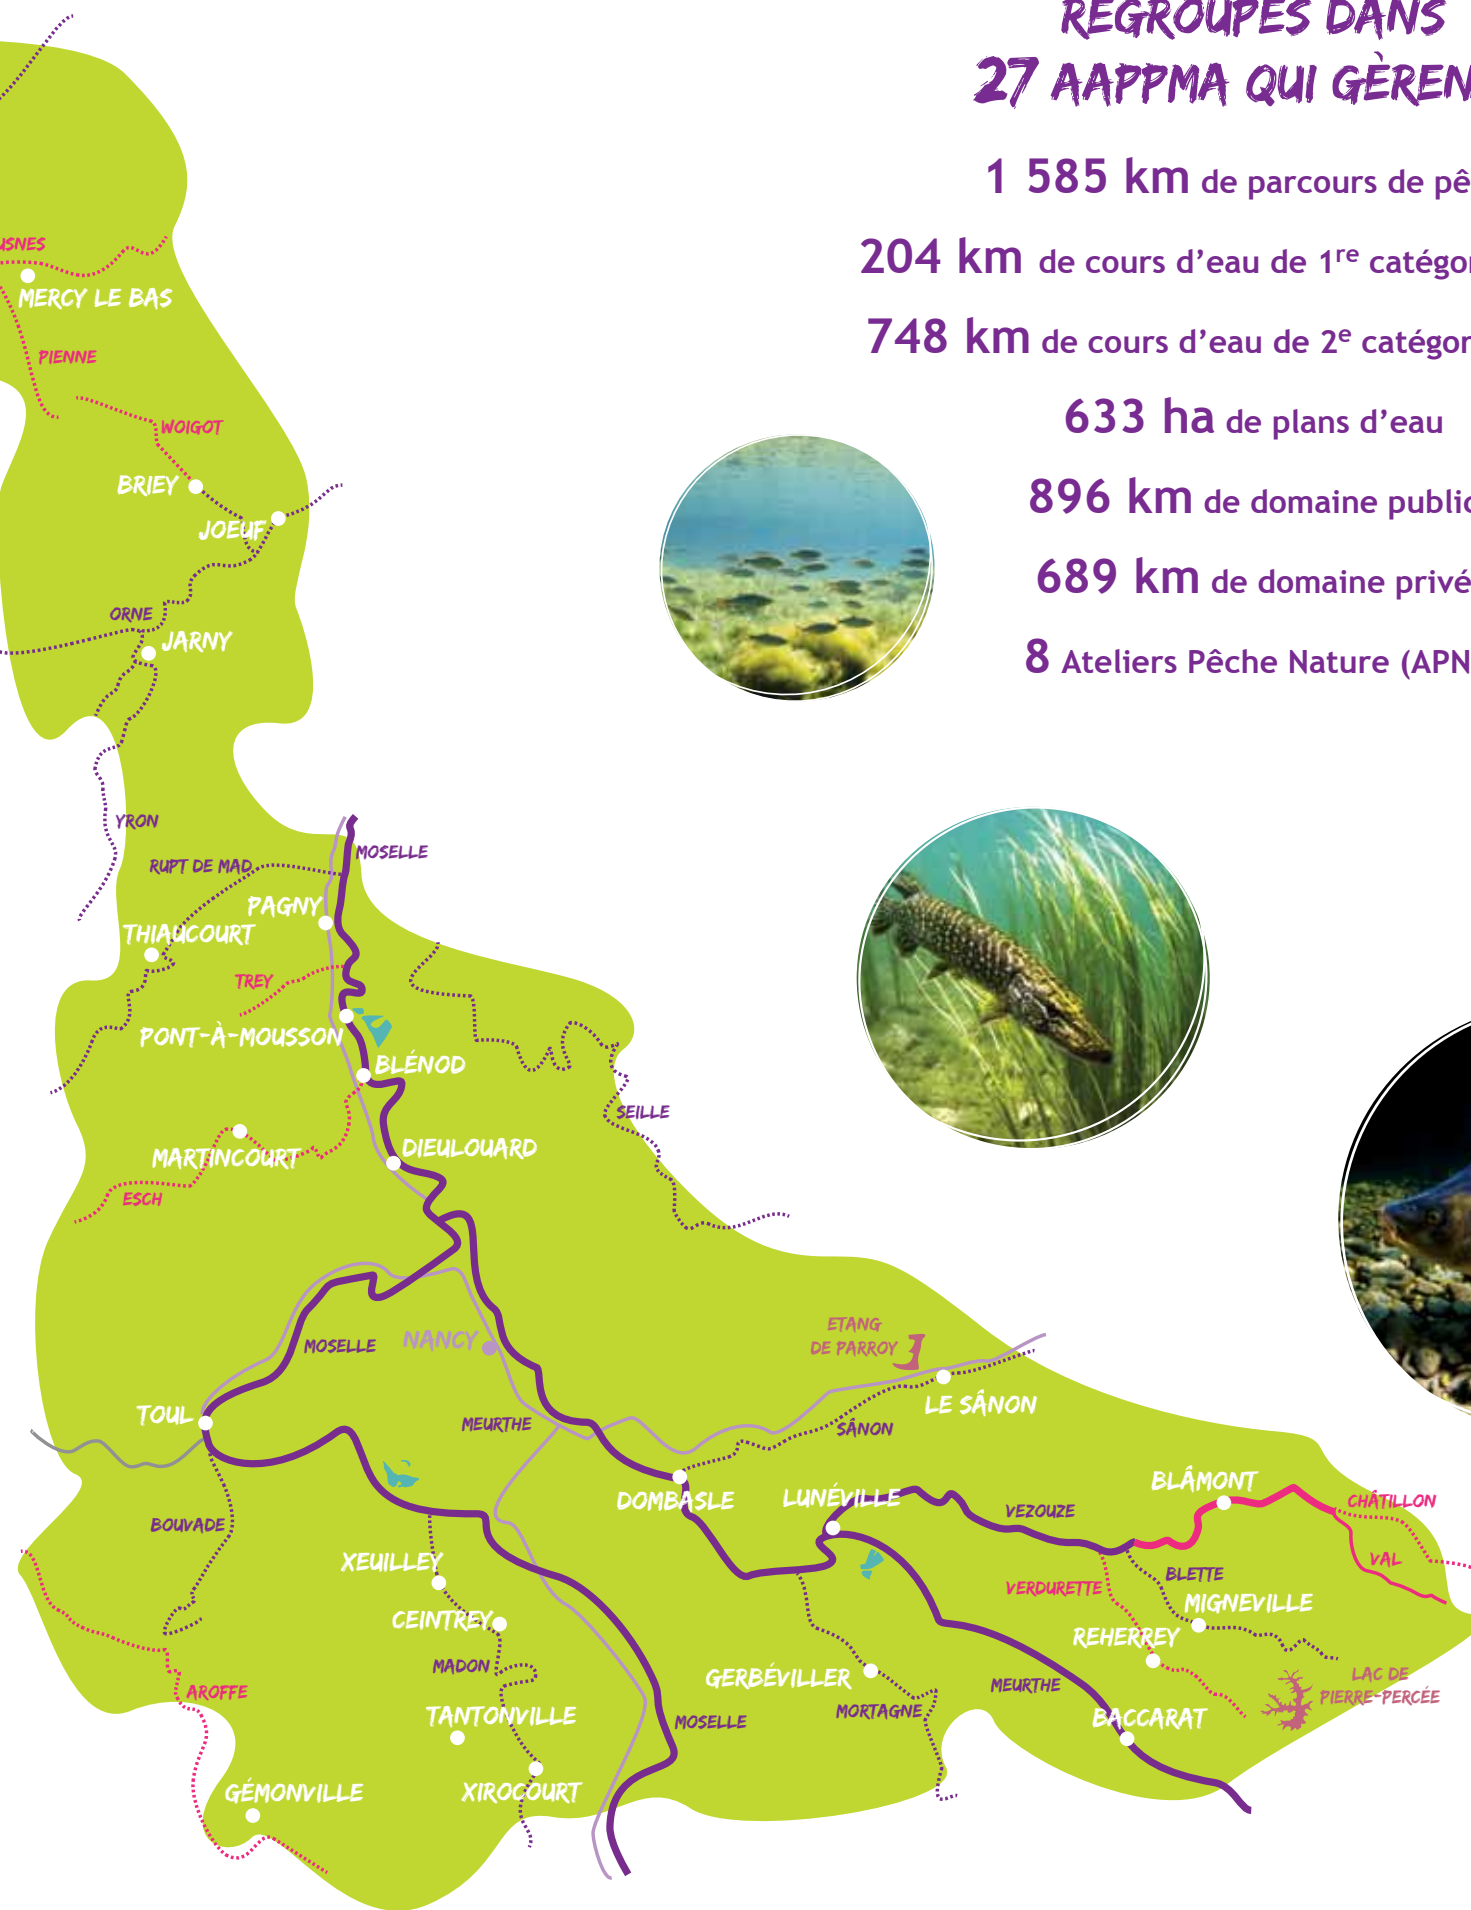 REGROUPÉS DANS
27 AAPPMA QUI GÈREN
1 585 km de parcours de pê
204 km de cours d'eau de 1re catégor
748 km de cours d'eau de 2e catégor
633 ha de plans d'eau
896 km de domaine public
689 km de domaine privé
8 Ateliers Pêche Nature (APN
USNES
MERCY LE BAS
PIENNE
WOIGOT
BRIEY
JOEUF
ORNE
JARNY
YRON
MOSELLE
RUPT DE MAD
PAGNY
THIAUCOURT
TREY
PONT-À-MOUSSON
BLÉNOD
SEILLE
DIEULOUARD
MARTINCOURT
ESCH
ETANG
DE PARROY
MOSELLE
NANCY
LE SÂNON
TOUL
MEURTHE
SÂNON
BLÂMONT
DOMBASLE
LUNÉVILLE
VEZOUZE
CHÂTILLON
BOUVADE
XEUILLEY
VAL
BLETTE
VERDURETTE
MIGNEVILLE
CEINTREY
REHERREY
MADON
GERBÉVILLER
LAC DE
PIERRE-PERCÉE
MEURTHE
AROFFE
MORTAGNE
TANTONVILLE
MOSELLE
BACCARAT
GÉMONVILLE
XIROCOURT